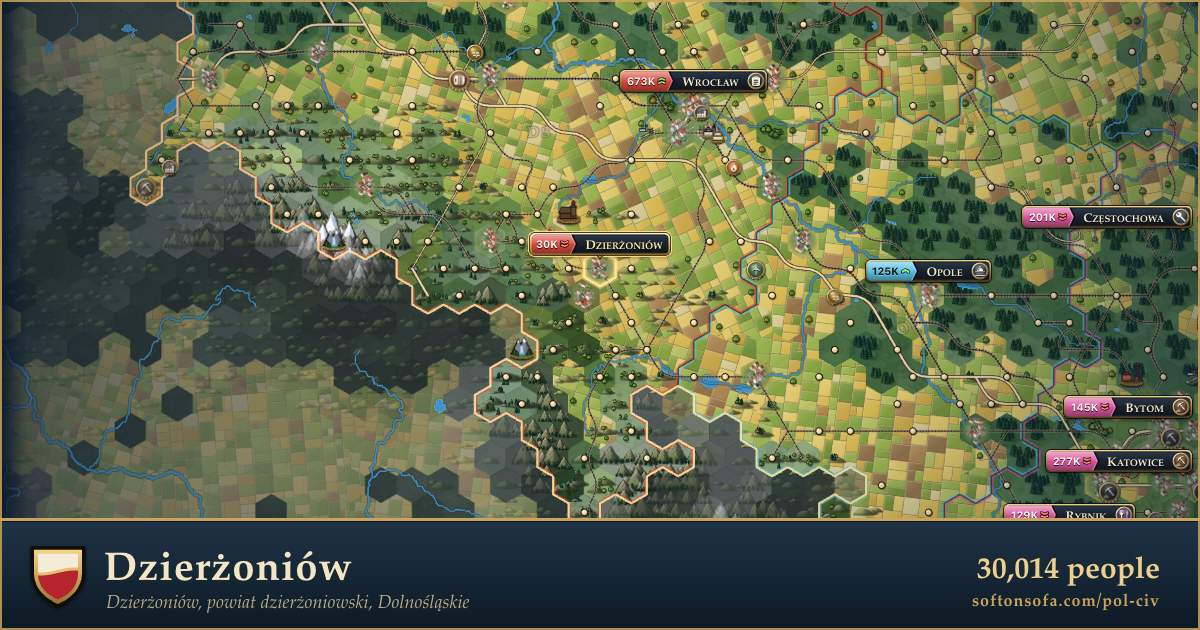 673K WROCŁAW
201K CZĘSTOCHOWA
30K DZIERŻONIÓW
125K OPOLE
145K BYTOM
277K KATOWICE
129K RYBNIK
Dzierżoniów
Dzierżoniów, powiat dzierżoniowski, Dolnośląskie
30,014 people
softonsofa.com/pol-civ